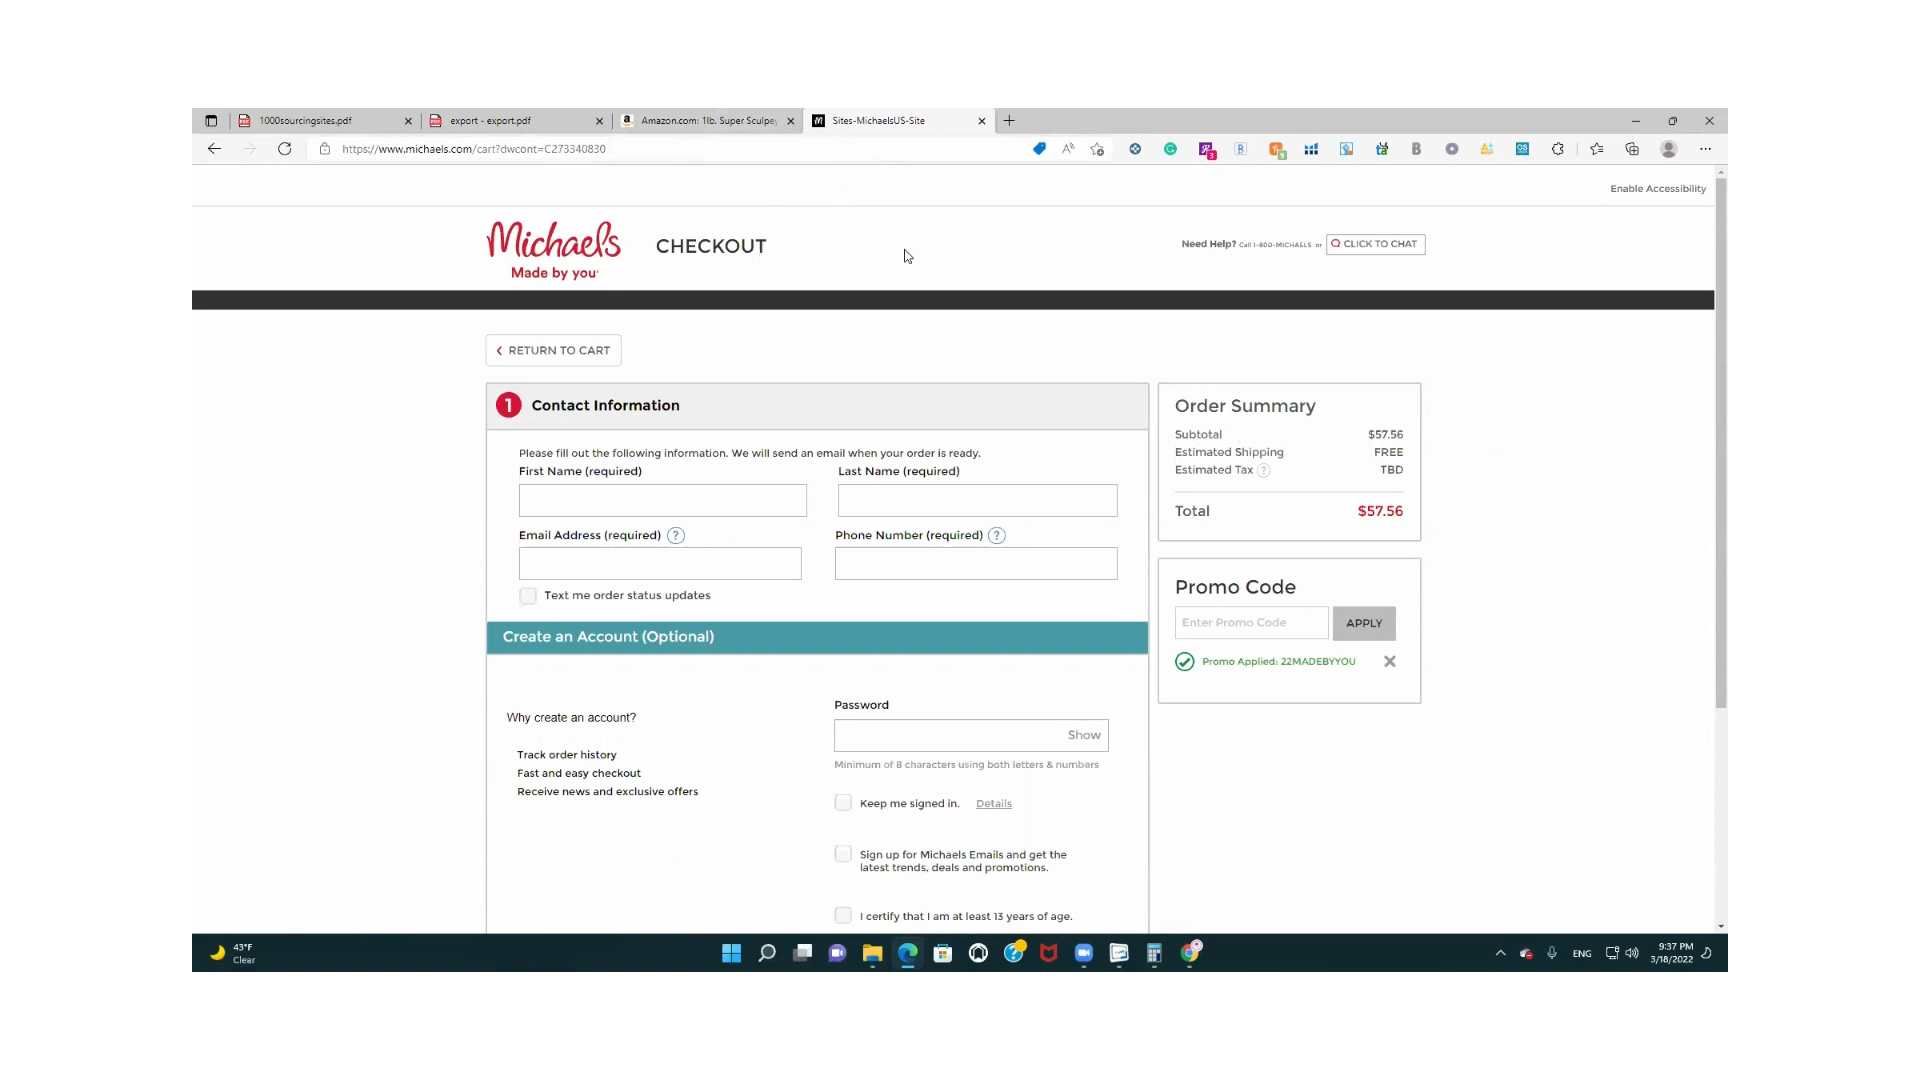 1000sourcingsites.pdf
export - export.pdf
Amazon.com: 1lb. Super Sculpey
Sites-MichaelsUS-Site
https://www.michaels.com/cart?dwcont=C273340830
Enable Accessibility
Michaels
Made by you
CHECKOUT
Need Help? Call 1-800-MICHAELS or
CLICK TO CHAT
RETURN TO CART
1 Contact Information
Please fill out the following information. We will send an email when your order is ready.
First Name (required)
Last Name (required)
Email Address (required) ?
Phone Number (required) ?
Text me order status updates
Create an Account (Optional)
Why create an account?
Track order history
Fast and easy checkout
Receive news and exclusive offers
Password
Show
Minimum of 8 characters using both letters & numbers
Keep me signed in. Details
Sign up for Michaels Emails and get the
latest trends, deals and promotions.
I certify that I am at least 13 years of age.
Order Summary
Subtotal $57.56
Estimated Shipping FREE
Estimated Tax ? TBD
Total $57.56
Promo Code
Enter Promo Code
APPLY
Promo Applied: 22MADEBYYOU
43°F
Clear
ENG
9:37 PM
3/18/2022